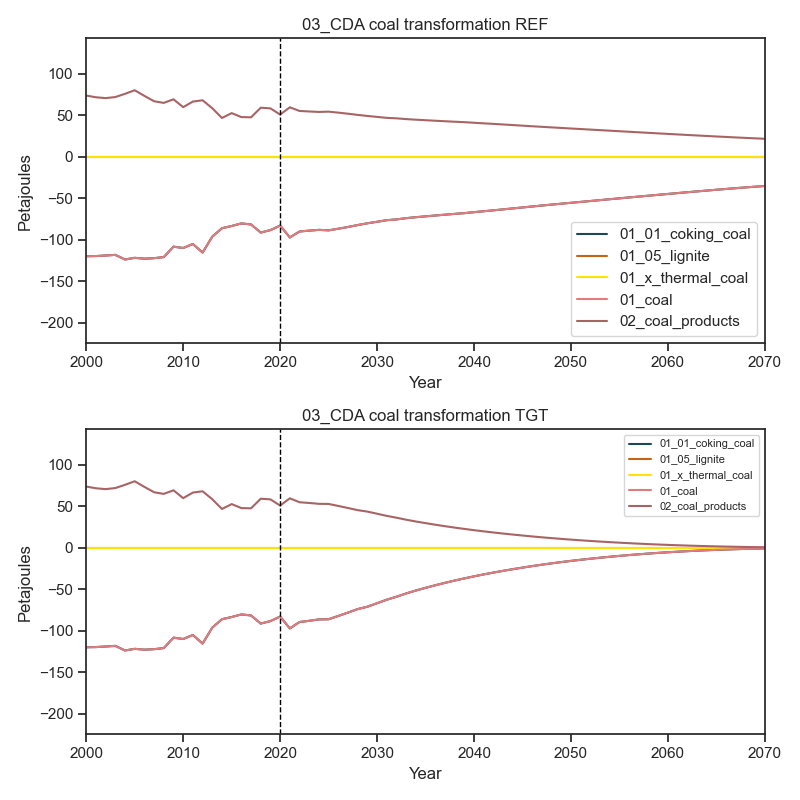 03_CDA coal transformation REF
Petajoules
100
50
0
−50
−100
−150
−200
01_01_coking_coal
01_05_lignite
01_x_thermal_coal
01_coal
02_coal_products
2000 2010 2020 2030 2040 2050 2060 2070
Year
03_CDA coal transformation TGT
Petajoules
100
50
0
−50
−100
−150
−200
01_01_coking_coal
01_05_lignite
01_x_thermal_coal
01_coal
02_coal_products
2000 2010 2020 2030 2040 2050 2060 2070
Year